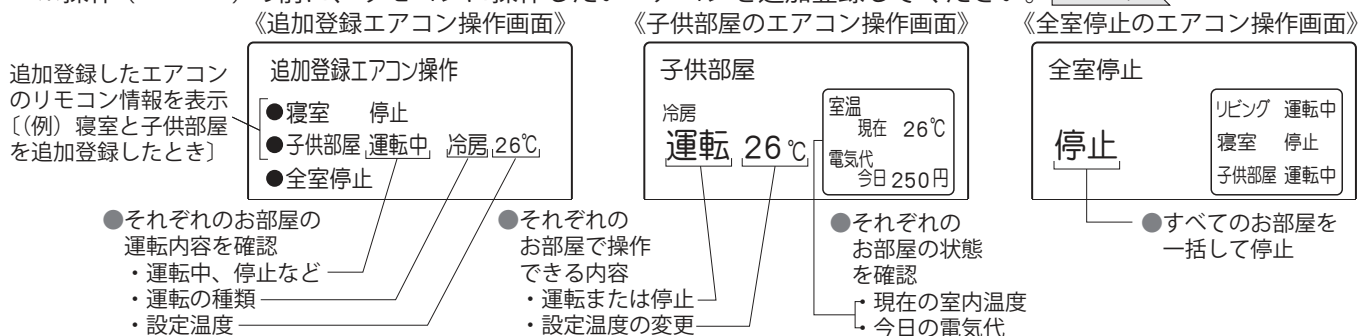 《追加登録エアコン操作画面》
《子供部屋のエアコン操作画面》
《全室停止のエアコン操作画面》
追加登録したエアコン
のリモコン情報を表示
〔(例) 寝室と子供部屋
を追加登録したとき〕
追加登録エアコン操作
●寝室 停止
●子供部屋 運転中 冷房 26℃
●全室停止
●それぞれのお部屋の
運転内容を確認
・運転中、停止など
・運転の種類
・設定温度
子供部屋
冷房
運転 26℃
室温
現在 26℃
電気代
今日 250円
●それぞれの
お部屋で操作
できる内容
・運転または停止
・設定温度の変更
●それぞれの
お部屋の状態
を確認
・現在の室内温度
・今日の電気代
全室停止
停止
リビング 運転中
寝室 停止
子供部屋 運転中
●すべてのお部屋を
一括して停止